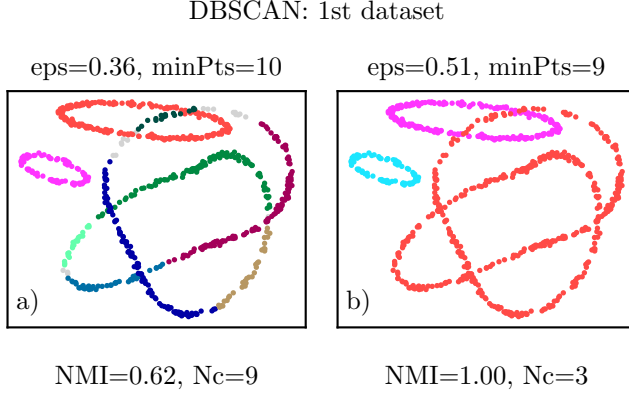 DBSCAN: 1st dataset
eps=0.36, minPts=10
eps=0.51, minPts=9
a)
b)
NMI=0.62, Nc=9
NMI=1.00, Nc=3